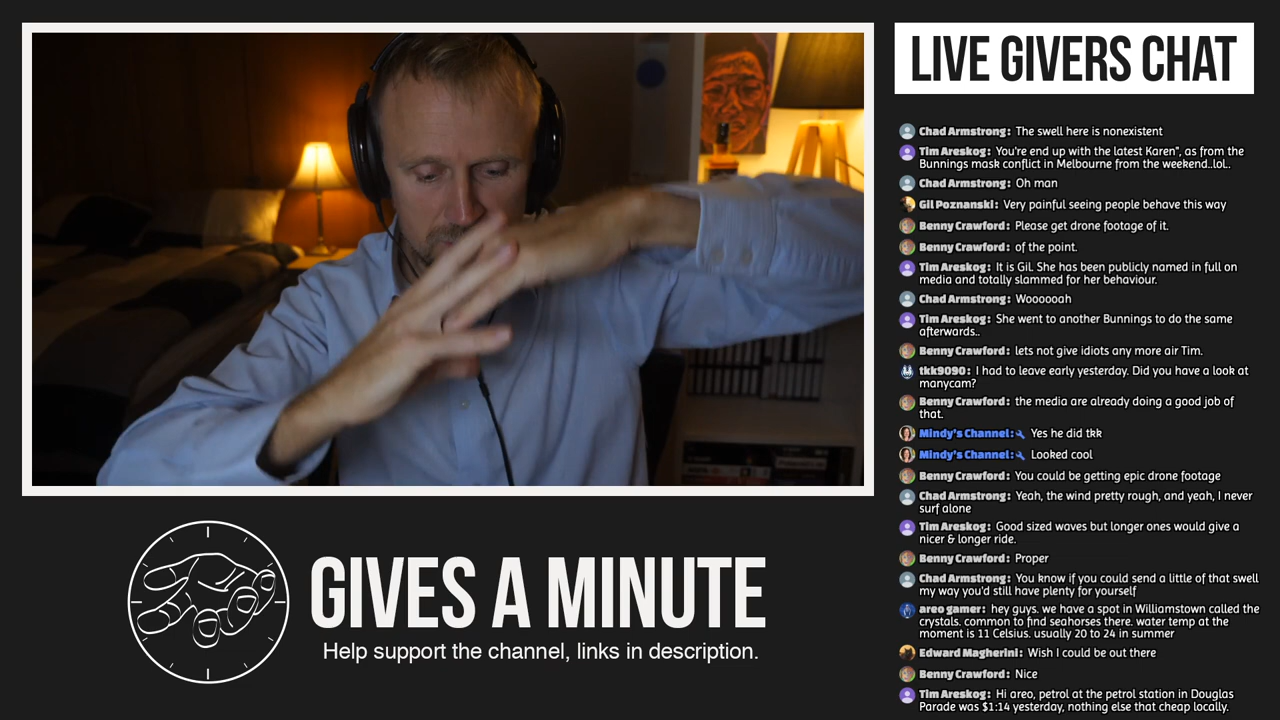 LIVE GIVERS CHAT
Chad Armstrong: The swell here is nonexistent
Tim Areskog: You're end up with the latest Karen", as from the
Bunnings mask conflict in Melbourne from the weekend..lol..
Chad Armstrong: Oh man
Gil Poznanski: Very painful seeing people behave this way
Benny Crawford: Please get drone footage of it.
Benny Crawford: of the point.
Tim Areskog: It is Gil. She has been publicly named in full on
media and totally slammed for her behaviour.
Chad Armstrong: Woooooah
Tim Areskog: She went to another Bunnings to do the same
afterwards..
Benny Crawford: lets not give idiots any more air Tim.
tkk9090: I had to leave early yesterday. Did you have a look at
manycam?
Benny Crawford: the media are already doing a good job of
that.
Mindy's Channel: Yes he did tkk
Mindy's Channel: Looked cool
Benny Crawford: You could be getting epic drone footage
Chad Armstrong: Yeah, the wind pretty rough, and yeah, I never
surf alone
Tim Areskog: Good sized waves but longer ones would give a
nicer & longer ride.
Benny Crawford: Proper
Chad Armstrong: You know if you could send a little of that swell
my way you'd still have plenty for yourself
areo gamer: hey guys. we have a spot in Williamstown called the
crystals. common to find seahorses there. water temp at the
moment is 11 Celsius. usually 20 to 24 in summer
Edward Magherini: Wish I could be out there
Benny Crawford: Nice
Tim Areskog: Hi areo, petrol at the petrol station in Douglas
Parade was $1:14 yesterday, nothing else that cheap locally.
GIVES A MINUTE
Help support the channel, links in description.